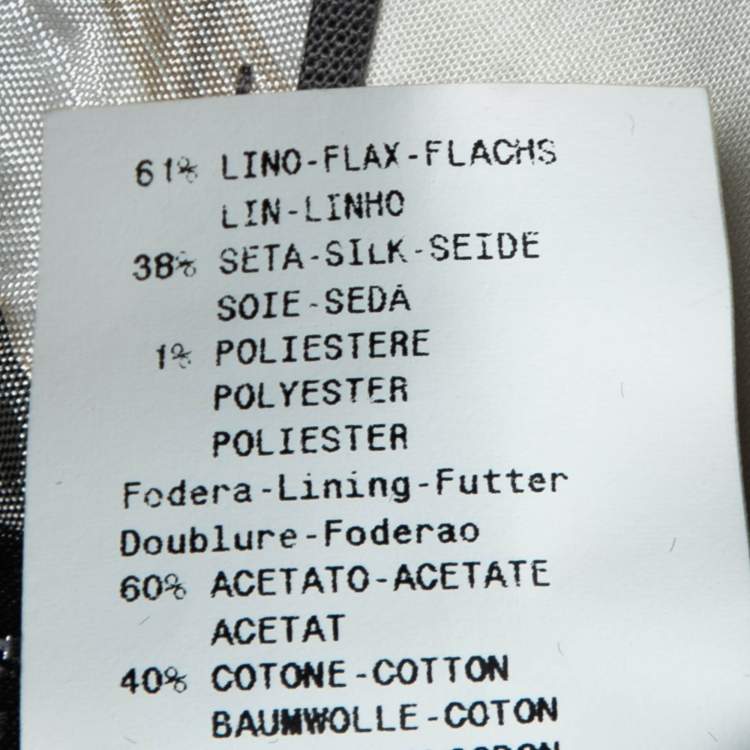 61% LINO-FLAX-FLACHS
LIN-LINHO
38% SETA-SILK-SEIDE
SOIE-SEDA
1% POLIESTERE
POLYESTER
POLIESTER
Fodera-Lining-Futter
Doublure-Foderao
60% ACETATO-ACETATE
ACETAT
40% COTONE-COTTON
BAUMWOLLE-COTON